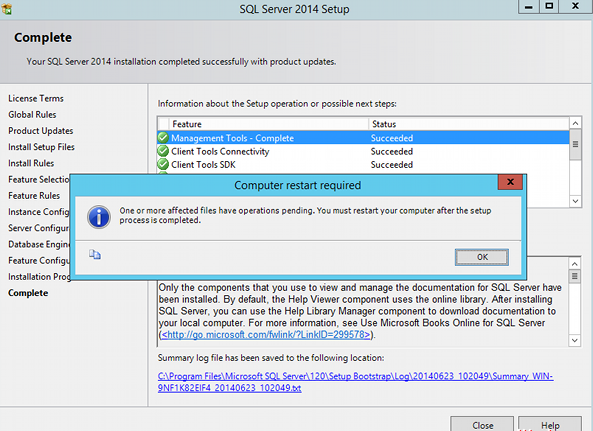 SQL Server 2014 Setup
Complete
Your SQL Server 2014 installation completed successfully with product updates.
License Terms
Global Rules
Product Updates
Install Setup Files
Install Rules
Feature Selectio
Feature Rules
Instance Config
Server Configura
Database Engin
Feature Configu
Installation Prog
Complete
Information about the Setup operation or possible next steps:
Feature Status
Management Tools - Complete Succeeded
Client Tools Connectivity Succeeded
Client Tools SDK Succeeded
Computer restart required
One or more affected files have operations pending. You must restart your computer after the setup
process is completed.
OK
Only the components that you use to view and manage the documentation for SQL Server have
been installed. By default, the Help Viewer component uses the online library. After installing
SQL Server, you can use the Help Library Manager component to download documentation to
your local computer. For more information, see Use Microsoft Books Online for SQL Server
(<http://go.microsoft.com/fwlink/?LinkID=299578>).
Summary log file has been saved to the following location:
C:\Program Files\Microsoft SQL Server\120\Setup Bootstrap\Log\20140623_102049\Summary_WIN-
9NF1K82EIF4_20140623_102049.txt
Close
Help